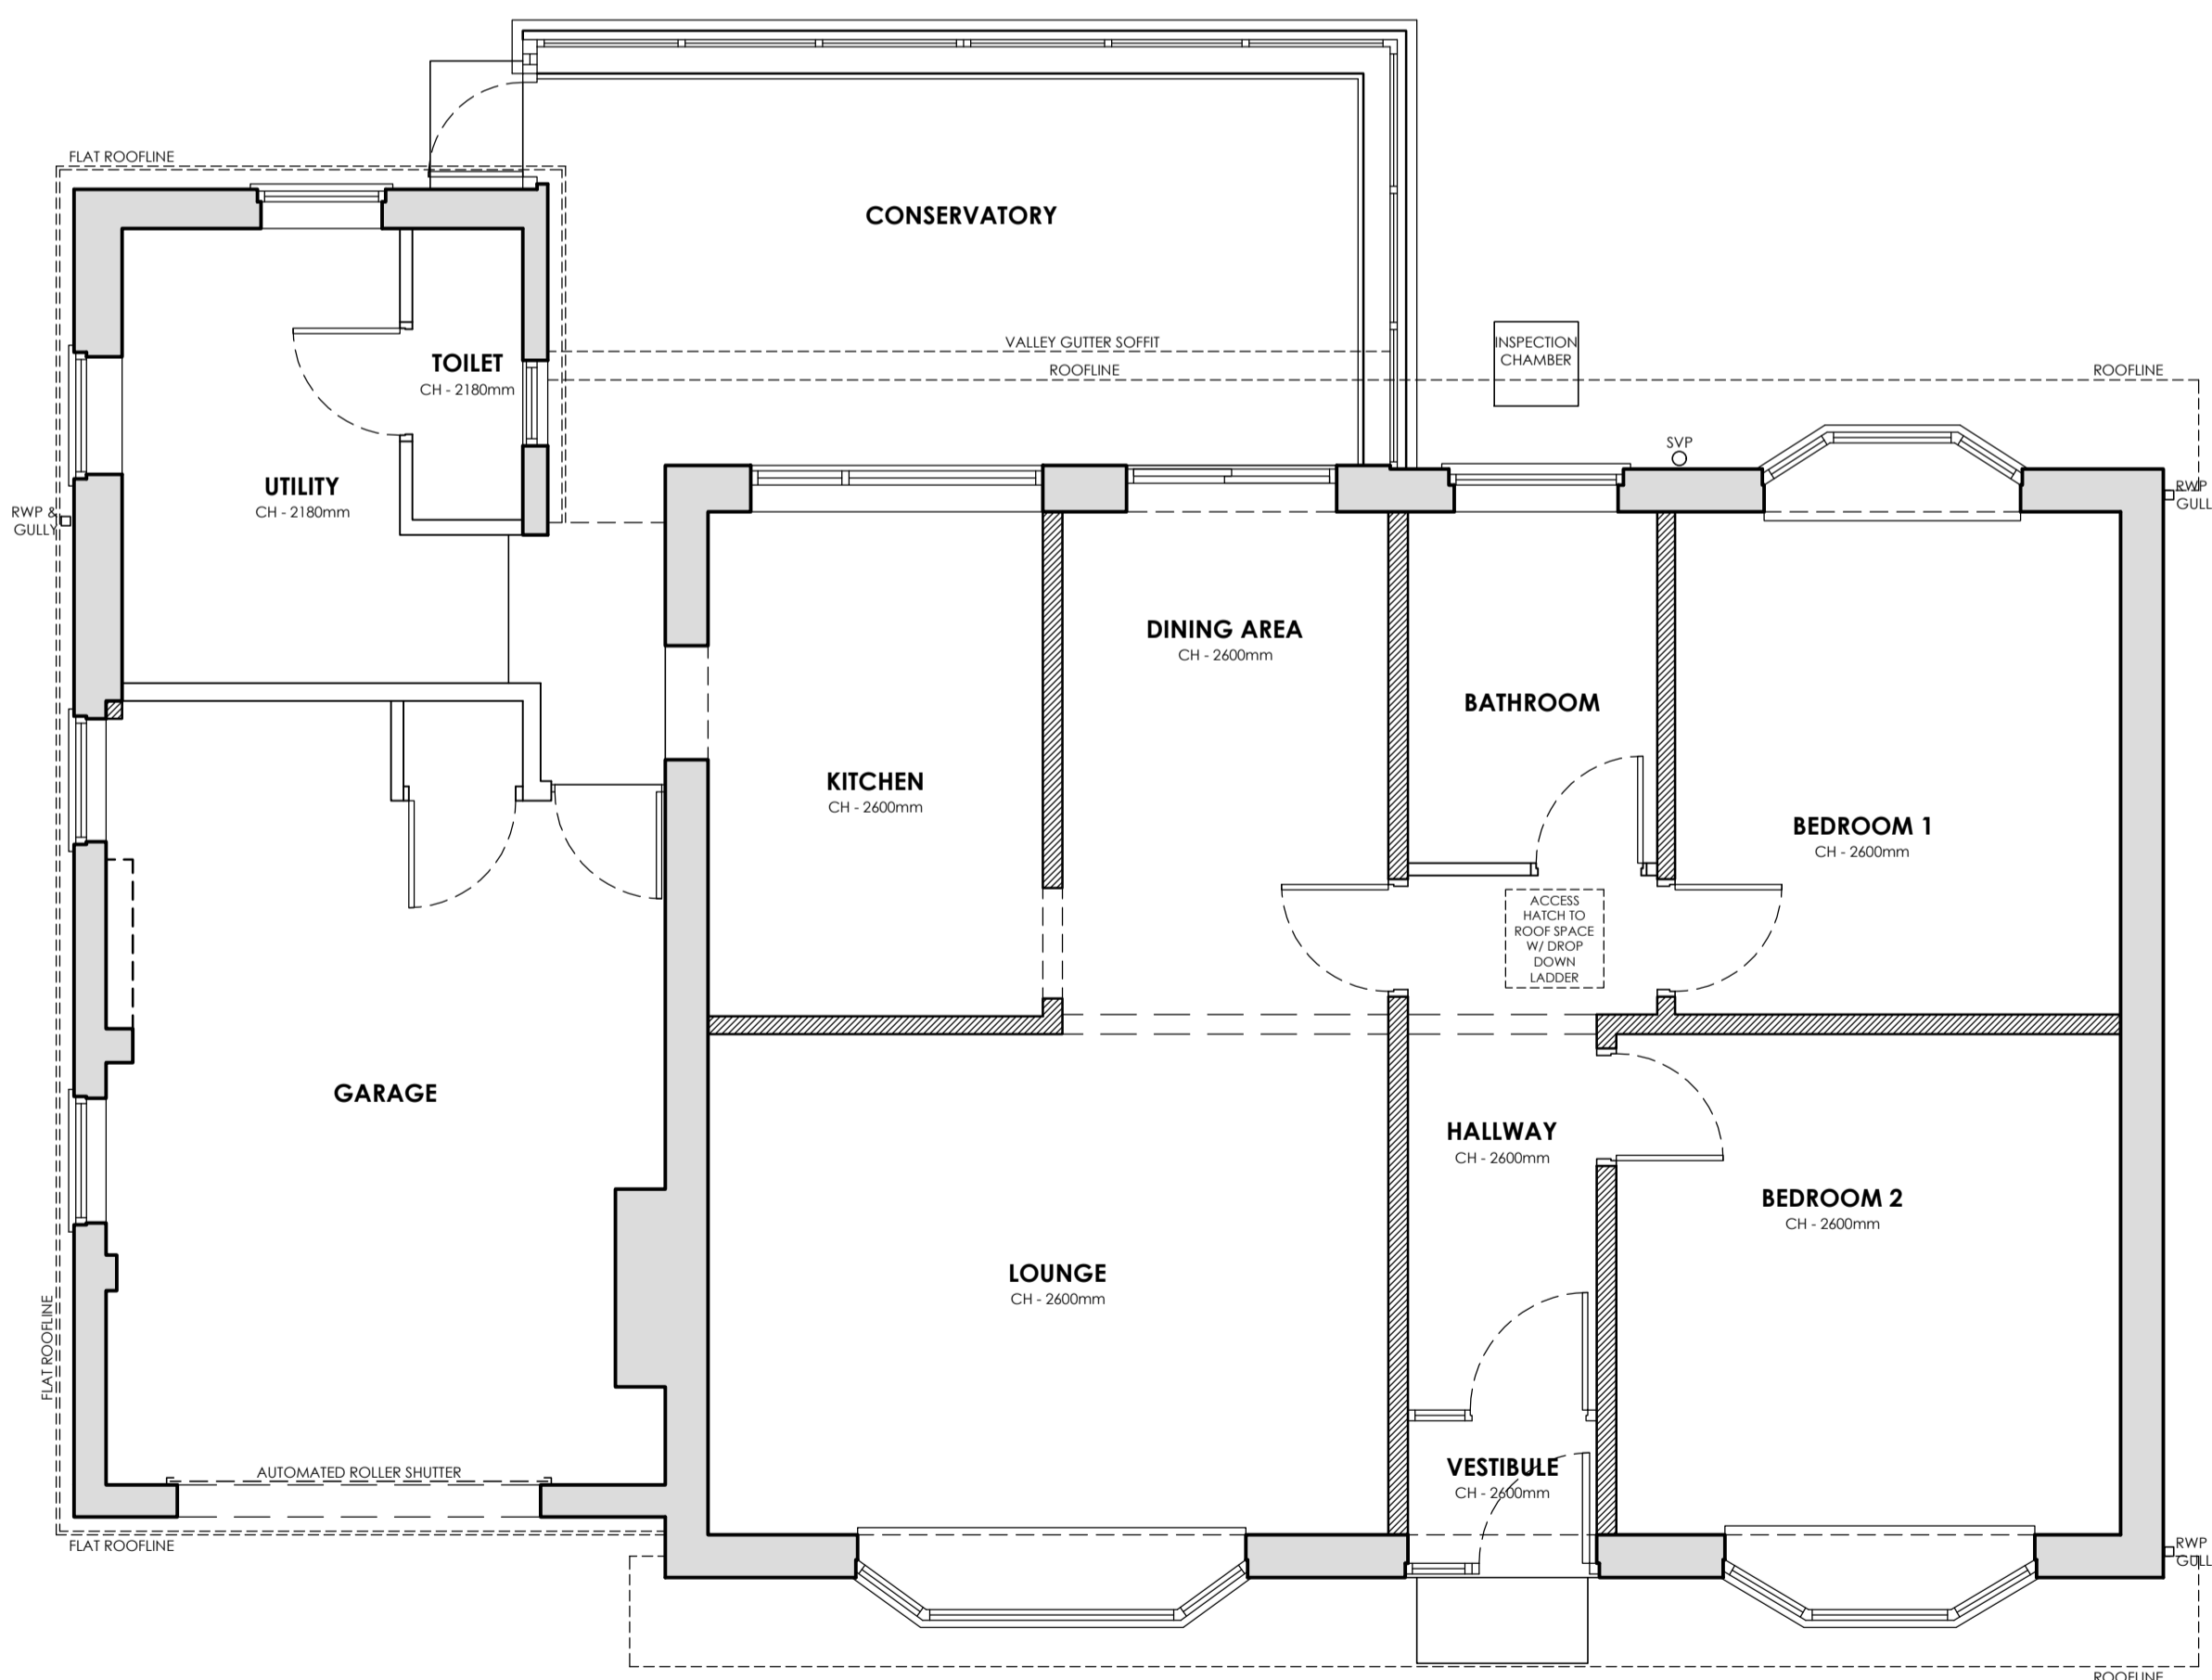 FLAT ROOFLINE
CONSERVATORY
VALLEY GUTTER SOFFIT
ROOFLINE
INSPECTION
CHAMBER
ROOFLINE
TOILET
CH - 2180mm
SVP
UTILITY
CH - 2180mm
RWP &
GULLY
RWP
GULL
DINING AREA
CH - 2600mm
BATHROOM
KITCHEN
CH - 2600mm
BEDROOM 1
CH - 2600mm
ACCESS
HATCH TO
ROOF SPACE
W/ DROP
DOWN
LADDER
GARAGE
HALLWAY
CH - 2600mm
BEDROOM 2
CH - 2600mm
LOUNGE
CH - 2600mm
FLAT ROOFLINE
AUTOMATED ROLLER SHUTTER
VESTIBULE
CH - 2600mm
FLAT ROOFLINE
RWP
GULL
ROOFLINE